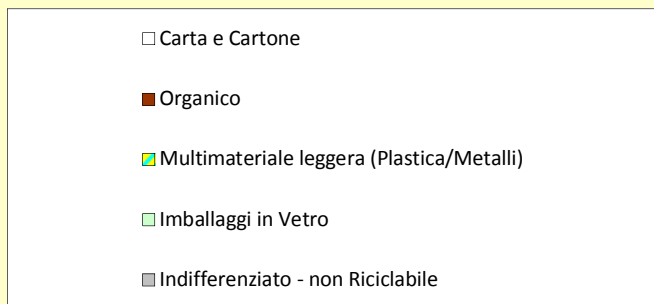 Carta e Cartone
Organico
Multimateriale leggera (Plastica/Metalli)
Imballaggi in Vetro
Indifferenziato - non Riciclabile